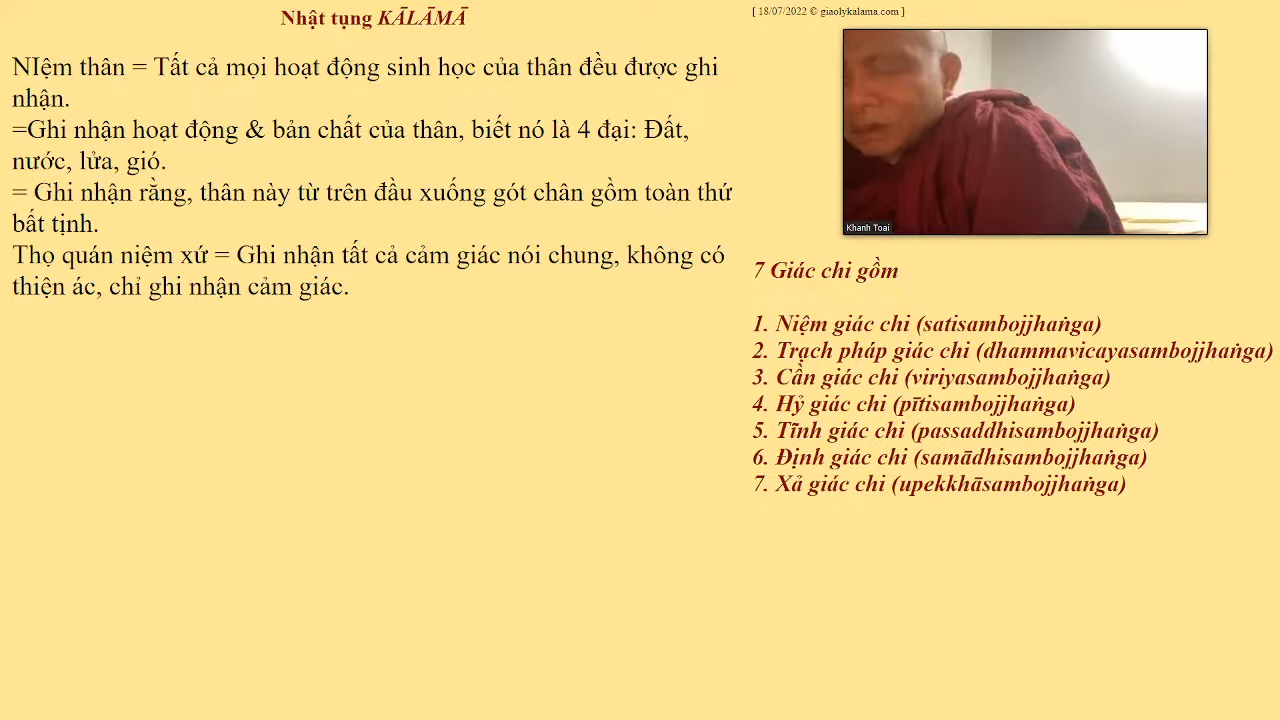 Nhật tụng KĀLĀMĀ
NIệm thân = Tất cả mọi hoạt động sinh học của thân đều được ghi
nhận.
=Ghi nhận hoạt động & bản chất của thân, biết nó là 4 đại: Đất,
nước, lửa, gió.
= Ghi nhận rằng, thân này từ trên đầu xuống gót chân gồm toàn thứ
bất tịnh.
Thọ quán niệm xứ = Ghi nhận tất cả cảm giác nói chung, không có
thiện ác, chỉ ghi nhận cảm giác.
[ 18/07/2022 © giaolykalama.com ]
Khanh Toai
7 Giác chi gồm
1. Niệm giác chi (satisambojjhaṅga)
2. Trạch pháp giác chi (dhammavicayasambojjhaṅga)
3. Cần giác chi (viriyasambojjhaṅga)
4. Hỷ giác chi (pītisambojjhaṅga)
5. Tĩnh giác chi (passaddhisambojjhaṅga)
6. Định giác chi (samādhisambojjhaṅga)
7. Xả giác chi (upekkhāsambojjhaṅga)